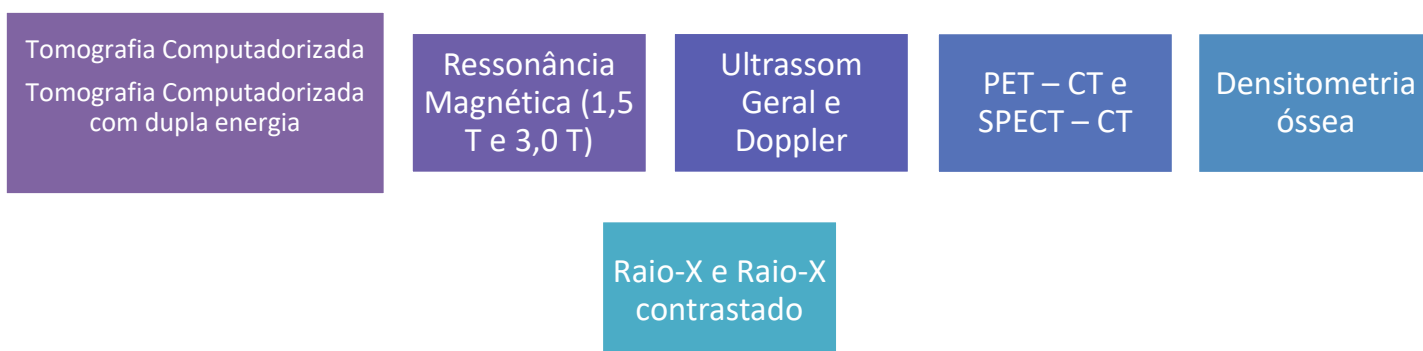 Tomografia Computadorizada
Tomografia Computadorizada
com dupla energia
Ressonância
Magnética (1,5
T e 3,0 T)
Ultrassom
Geral e
Doppler
PET – CT e
SPECT – CT
Densitometria
óssea
Raio-X e Raio-X
contrastado